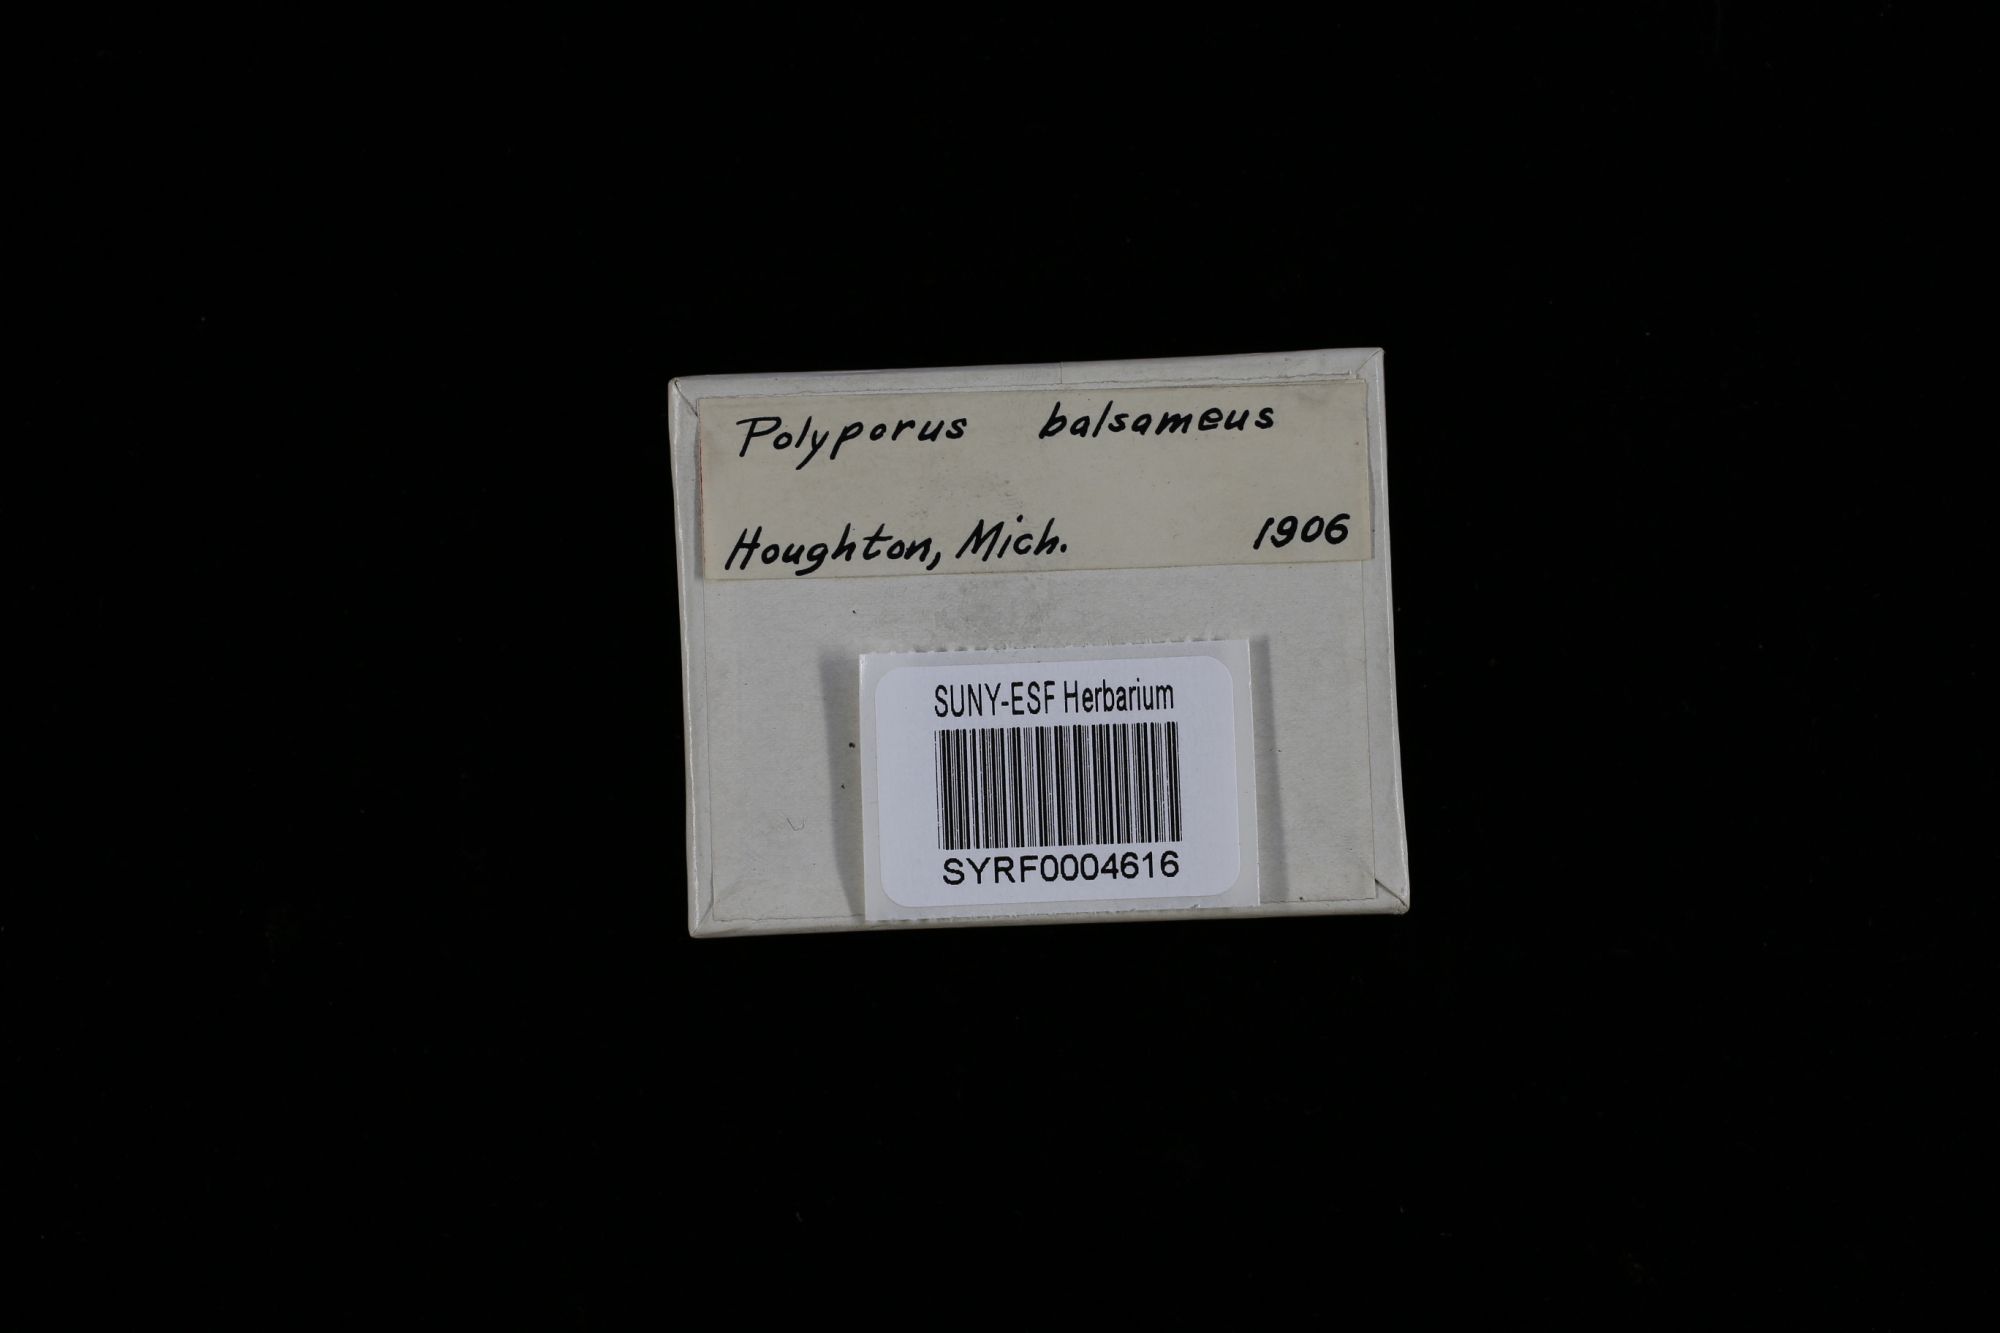 Polyporus balsameus
Houghton, Mich. 1906
SUNY-ESF Herbarium
SYRF0004616